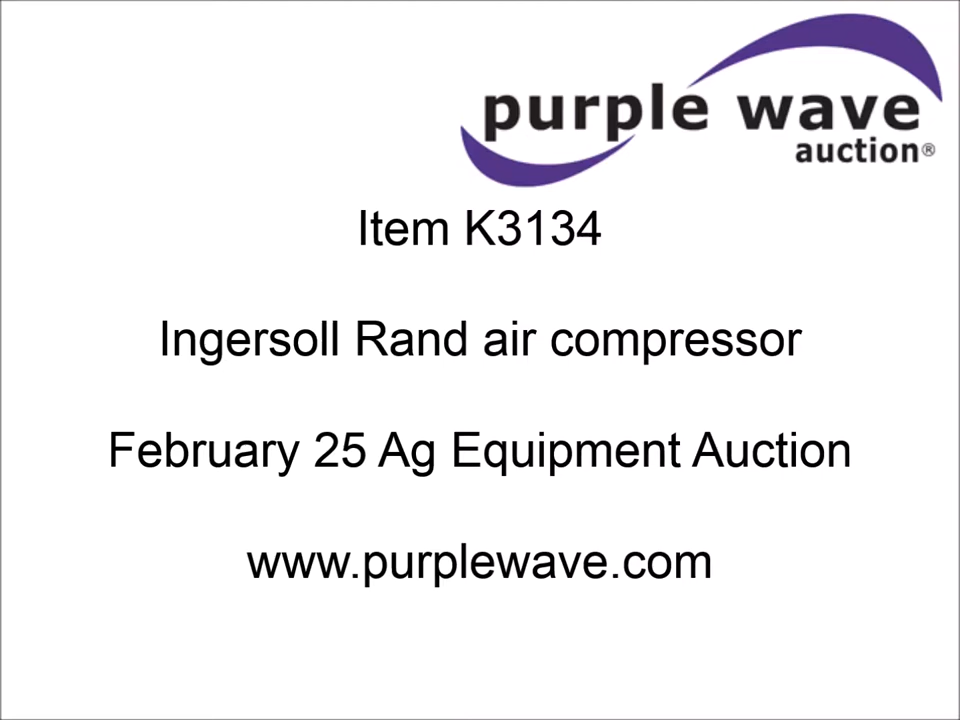 purple wave
auction®
Item K3134
Ingersoll Rand air compressor
February 25 Ag Equipment Auction
www.purplewave.com